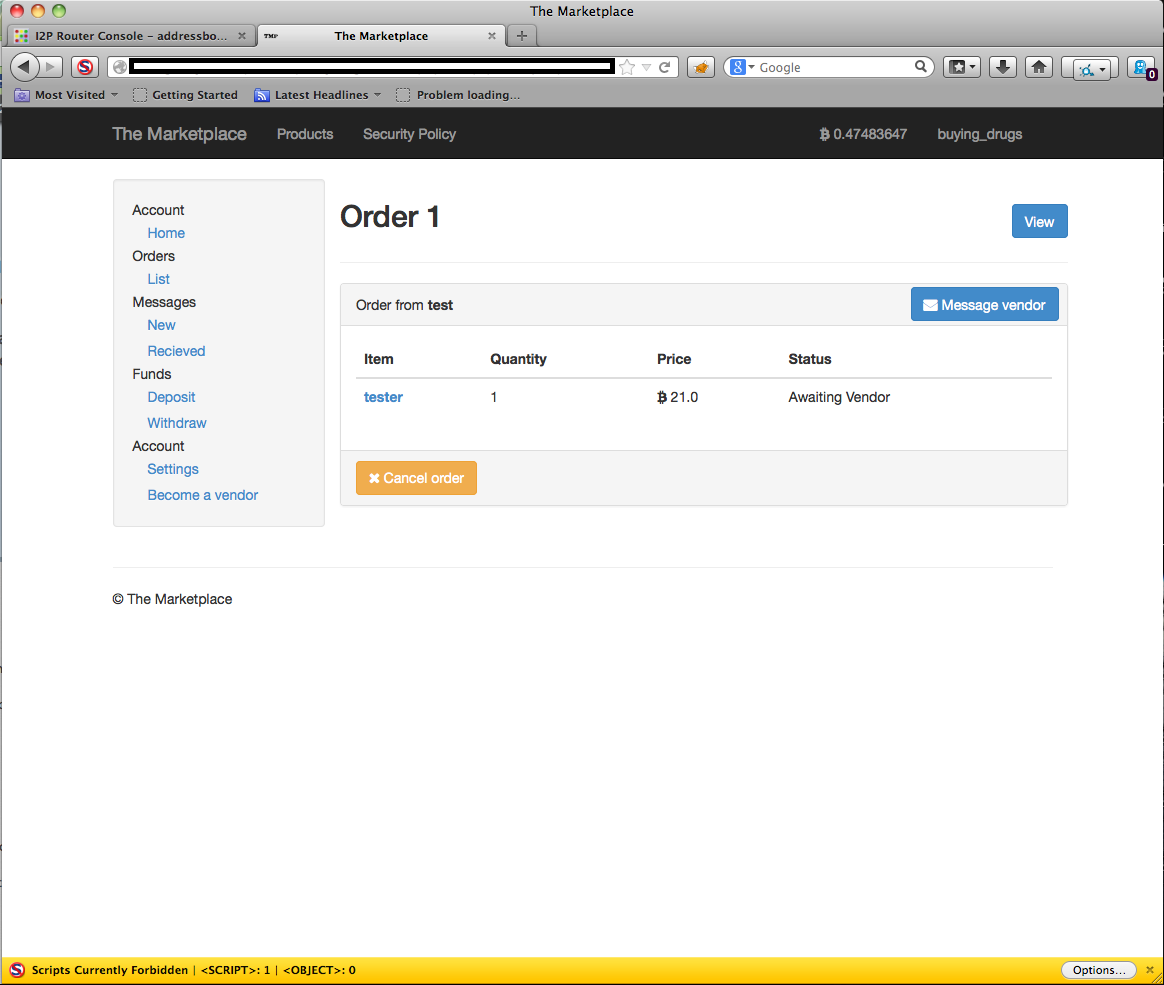 The Marketplace
I2P Router Console – addressbo...
TMP The Marketplace
Google
0
Most Visited Getting Started Latest Headlines Problem loading...
The Marketplace Products Security Policy 0.47483647 buying_drugs
Account
Home
Orders
List
Messages
New
Recieved
Funds
Deposit
Withdraw
Account
Settings
Become a vendor
Order 1
View
Order from test
Message vendor
Item Quantity Price Status
tester 1 ₿ 21.0 Awaiting Vendor
Cancel order
© The Marketplace
Scripts Currently Forbidden | <SCRIPT>: 1 | <OBJECT>: 0
Options...